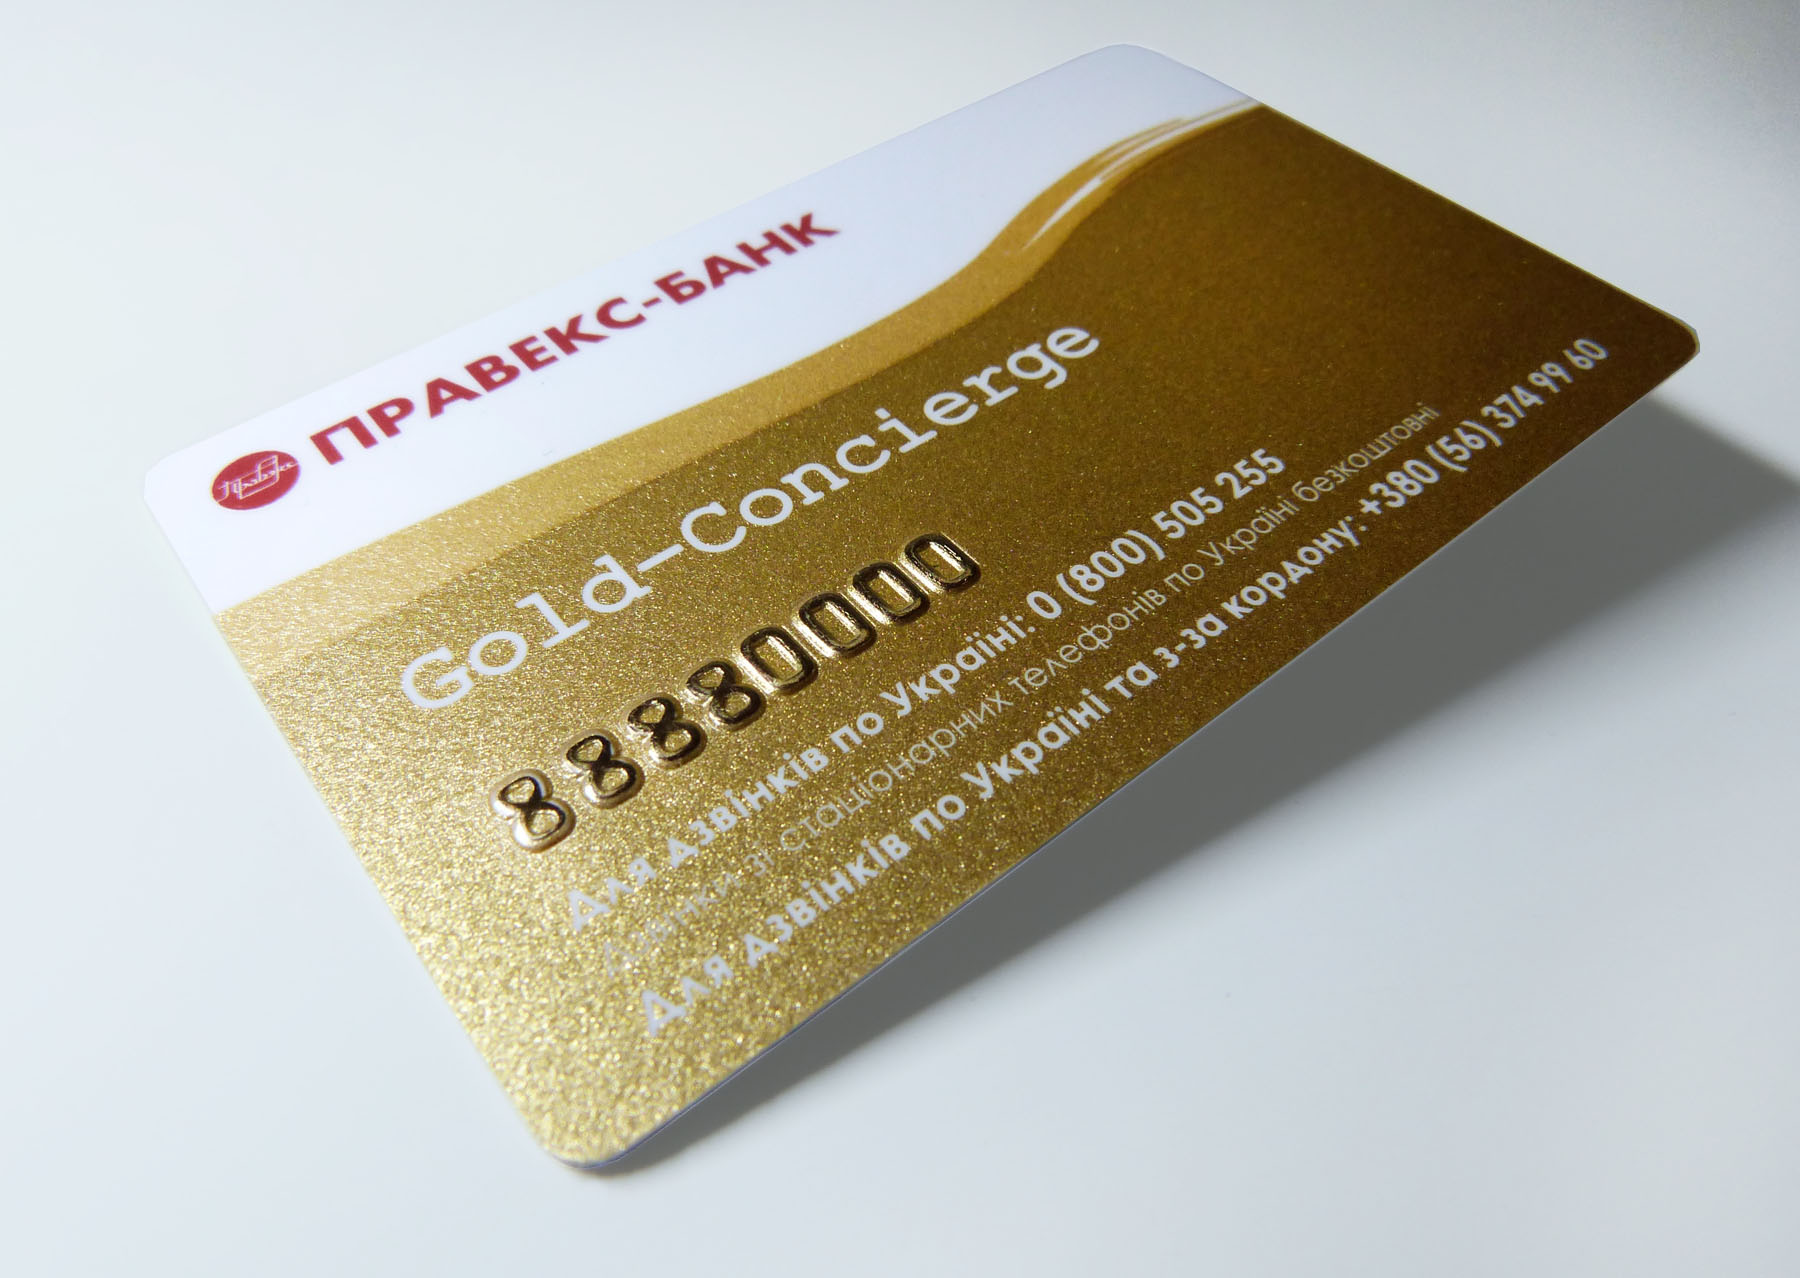 Правэкс
ПРАВЕКС-БАНК
Gold-Concierge
88880000
Для дзвінків по Україні: 0 (800) 505 255
Дзвінки зі стаціонарних телефонів по Україні безкоштовні
Для дзвінків по Україні та з-за кордону: +380 (56) 374 99 60